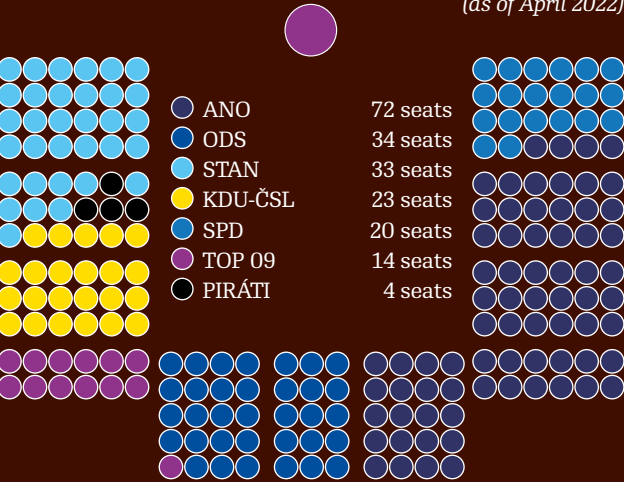 (as of April 2022)
ANO 72 seats
ODS 34 seats
STAN 33 seats
KDU-ČSL 23 seats
SPD 20 seats
TOP 09 14 seats
PIRÁTI 4 seats